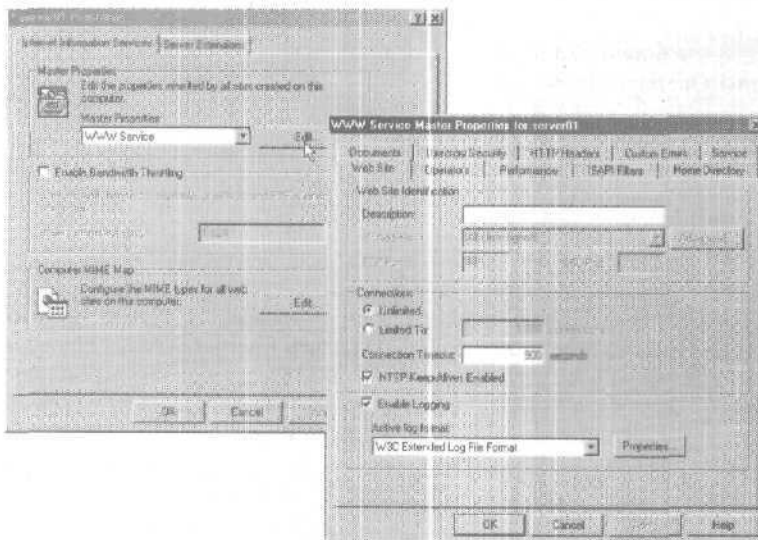 Internet Information Services Server Extensions
Master Properties
Edit the properties inherited by all sites created on this
computer.
Master Properties:
WWW Service Edit...
Enable Bandwidth Throttling
Computer MIME Map
Configure the MIME types for all web
sites on this computer. Edit...
OK Cancel
WWW Service Master Properties for server01
Documents Directory Security HTTP Headers Custom Errors Service
Web Site Operators Performance ISAPI Filters Home Directory
Web Site Identification
Description:
Connections
Unlimited
Limited To:
Connection Timeout: 900 seconds
HTTP Keep-Alives Enabled
Enable Logging
Active log format:
W3C Extended Log File Format Properties...
OK Cancel Help